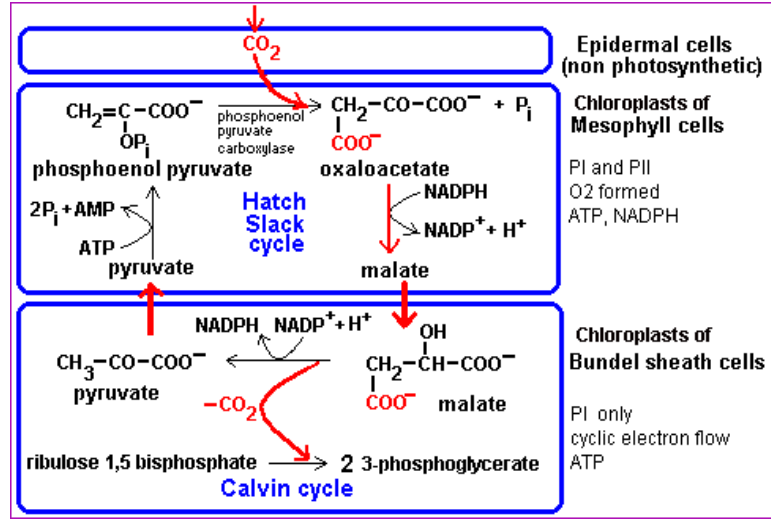 CO2
Epidermal cells
(non photosynthetic)
CH2=C-COO−
OPi
phosphoenol pyruvate
phosphoenol
pyruvate
carboxylase
CH2-CO-COO− + Pi
COO−
oxaloacetate
Chloroplasts of
Mesophyll cells
PI and PII
O2 formed
ATP, NADPH
2Pi+AMP
ATP
pyruvate
Hatch
Slack
cycle
NADPH
NADP+ + H+
malate
NADPH
NADP+ + H+
CH3-CO-COO−
pyruvate
-CO2
OH
CH2-CH-COO−
COO−
malate
Chloroplasts of
Bundel sheath cells
PI only
cyclic electron flow
ATP
ribulose 1,5 bisphosphate
2 3-phosphoglycerate
Calvin cycle